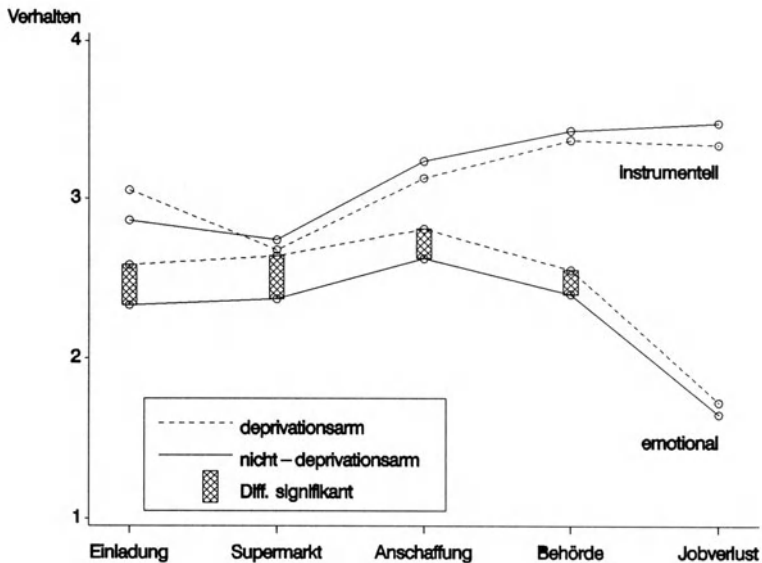 Verhalten
4
3
2
1
instrumentell
emotional
deprivationsarm
nicht – deprivationsarm
Diff. signifikant
Einladung Supermarkt Anschaffung Behörde Jobverlust